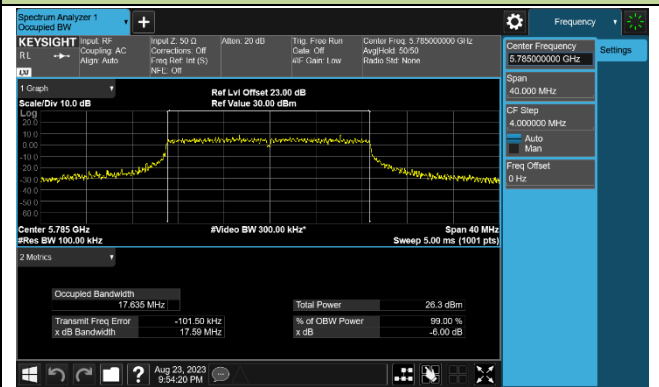 Spectrum Analyzer 1
Occupied BW
Frequency
KEYSIGHT
RL
LXI
Input: RF
Coupling: AC
Align: Auto
Input Z: 50 Ω
Corrections: Off
Freq Ref: Int (S)
NFE: Off
Atten: 20 dB
Trig: Free Run
Gate: Off
#IF Gain: Low
Center Freq: 5.785000000 GHz
Avg|Hold: 50/50
Radio Std: None
Center Frequency
5.785000000 GHz
Settings
Span
40.000 MHz
CF Step
4.000000 MHz
Auto
Man
Freq Offset
0 Hz
1 Graph
Scale/Div 10.0 dB
Ref Lvl Offset 23.00 dB
Ref Value 30.00 dBm
Log
20.0
10.0
0.00
-10.0
-20.0
-30.0
-40.0
-50.0
-60.0
Center 5.785 GHz
#Video BW 300.00 kHz*
Span 40 MHz
#Res BW 100.00 kHz
Sweep 5.00 ms (1001 pts)
2 Metrics
Occupied Bandwidth
17.635 MHz
Total Power 26.3 dBm
Transmit Freq Error -101.50 kHz
% of OBW Power 99.00 %
x dB Bandwidth 17.59 MHz
x dB -6.00 dB
Aug 23, 2023
9:54:20 PM